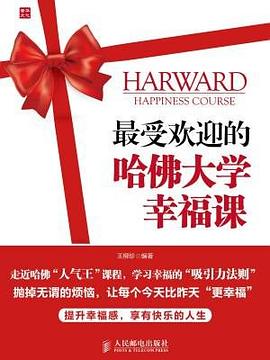 HARWARD
HAPPINESS COURSE
最受欢迎的
哈佛大学
幸福课
王柳珍 编著
走近哈佛“人气王”课程，学习幸福的“吸引力法则”
抛掉无谓的烦恼，让每个今天比昨天“更幸福”
提升幸福感，享有快乐的人生
人民邮电出版社